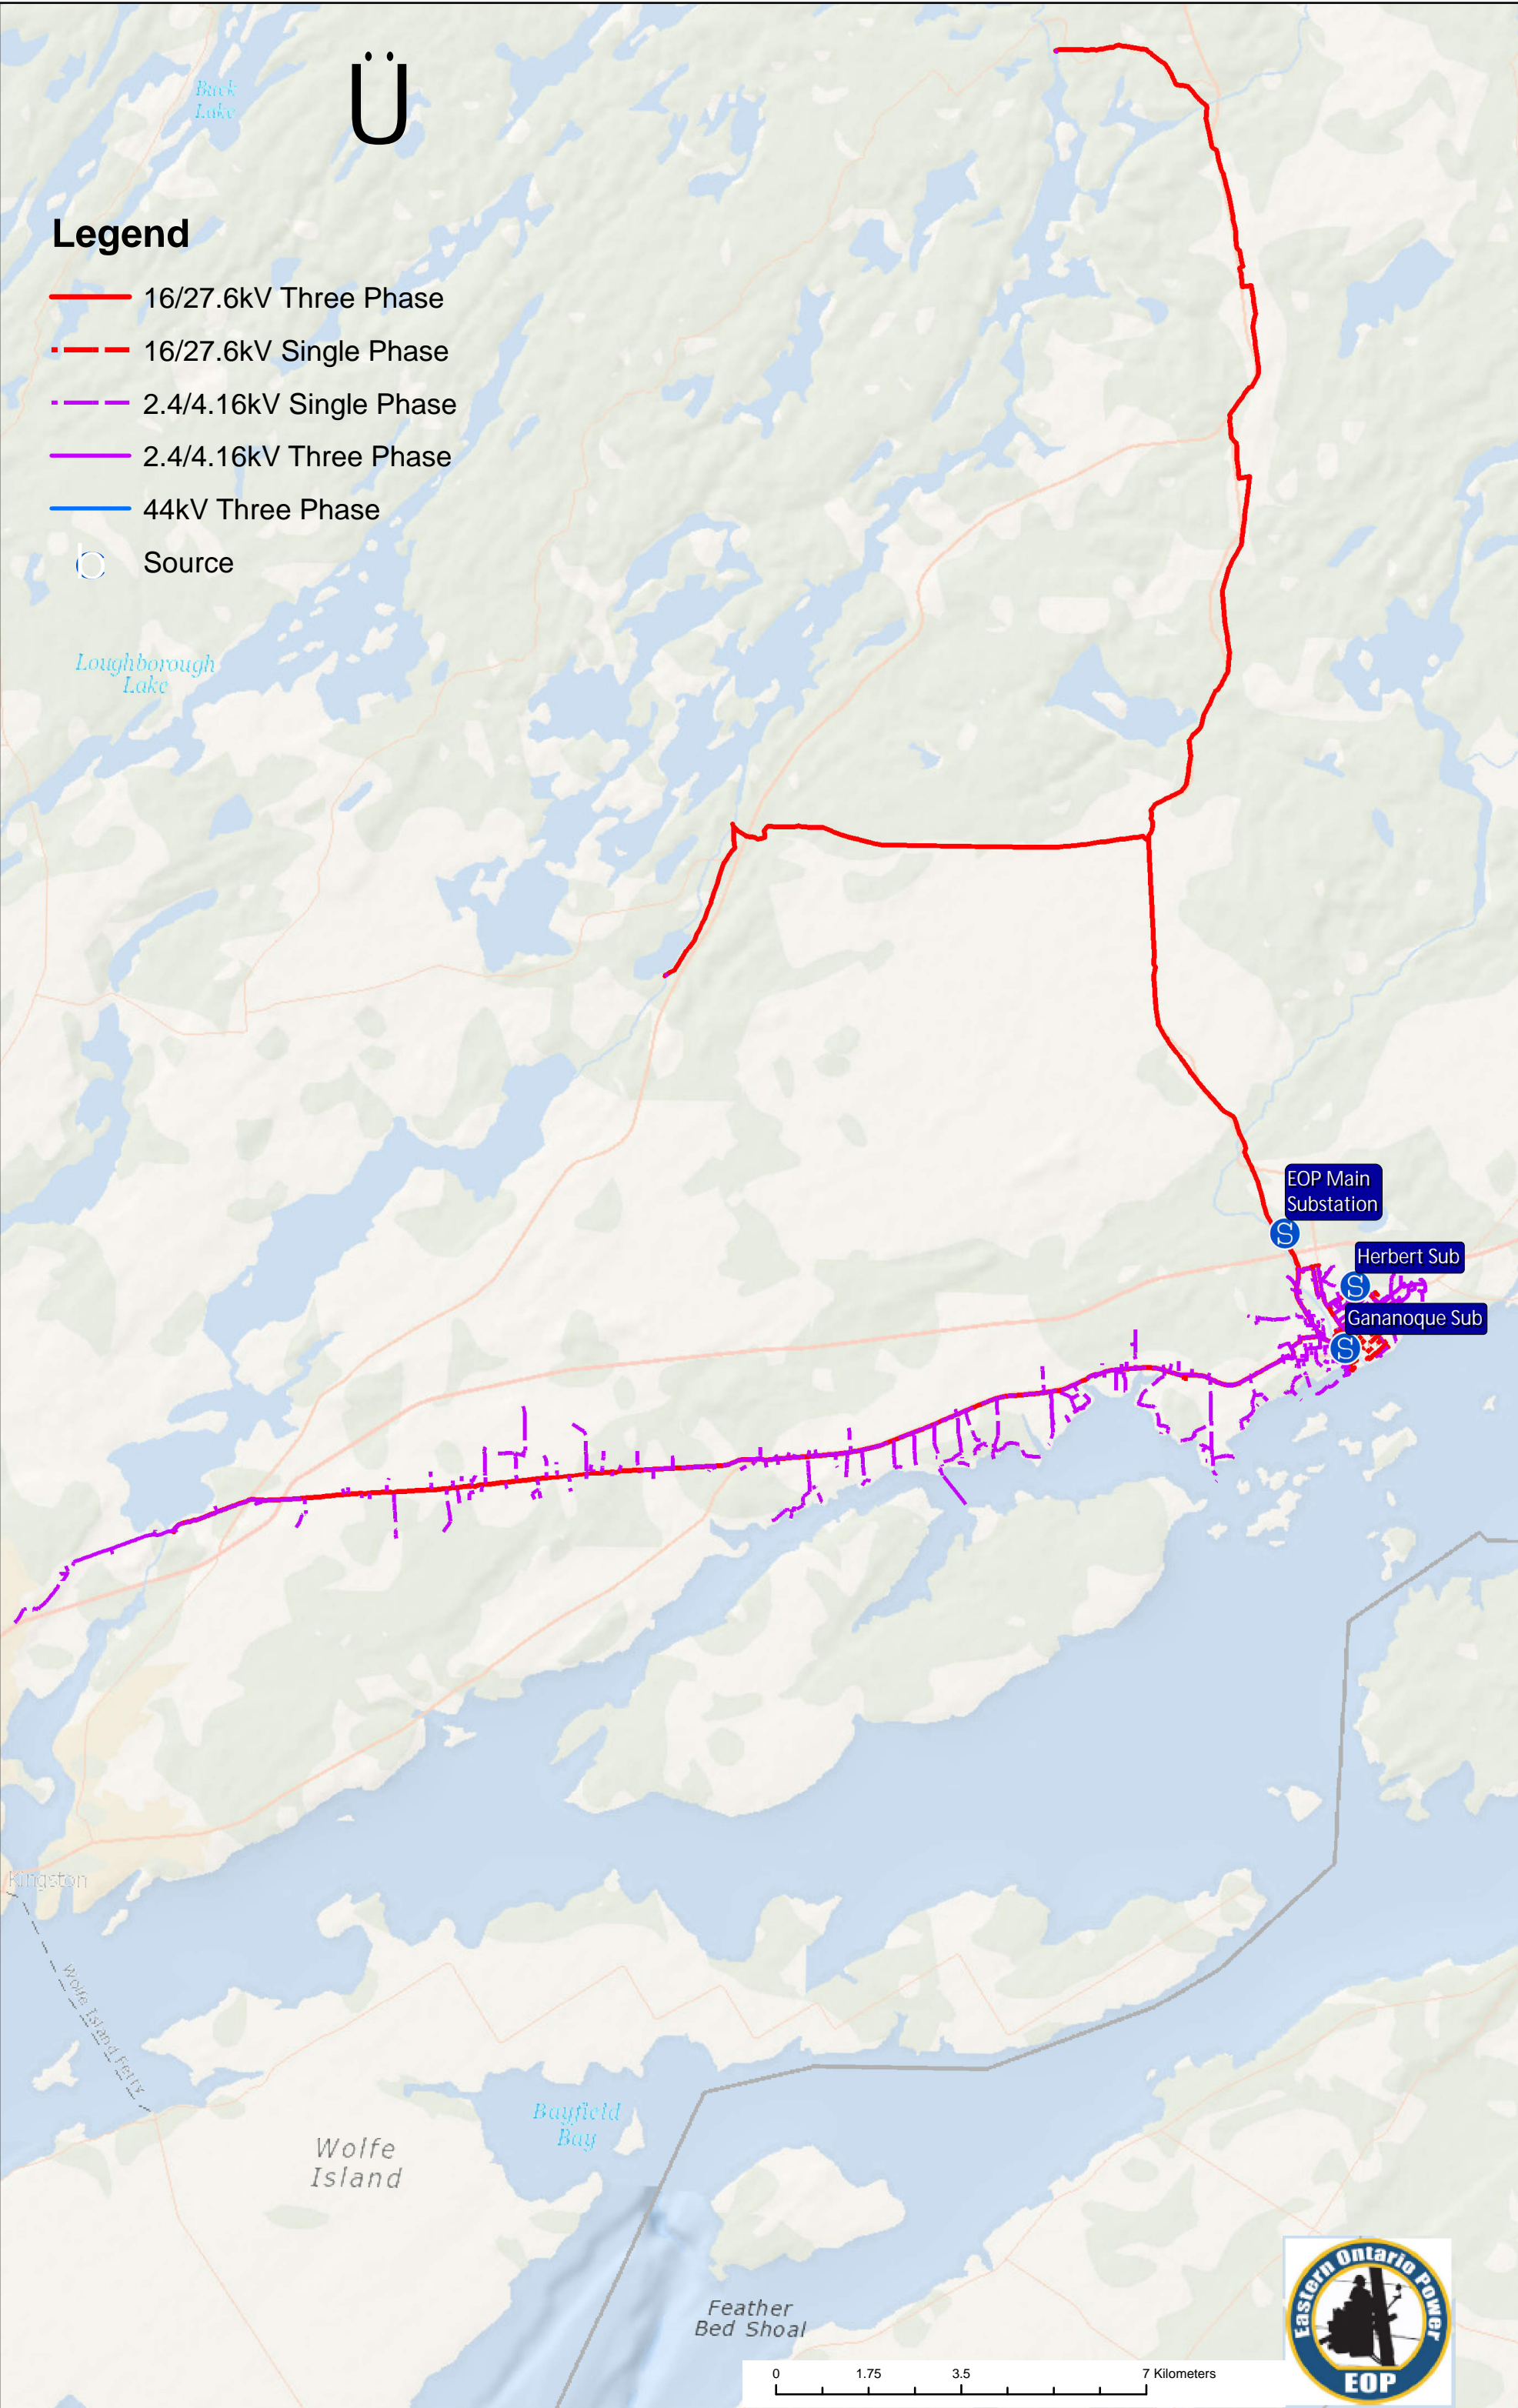 Ü
Buck
Lake
Legend
16/27.6kV Three Phase
16/27.6kV Single Phase
2.4/4.16kV Single Phase
2.4/4.16kV Three Phase
44kV Three Phase
b Source
Loughborough
Lake
EOP Main
Substation
S
Herbert Sub
S
Gananoque Sub
S
Kingston
Wolfe Island Ferry
Bayfield
Bay
Wolfe
Island
Feather
Bed Shoal
0 1.75 3.5 7 Kilometers
Eastern Ontario Power
EOP